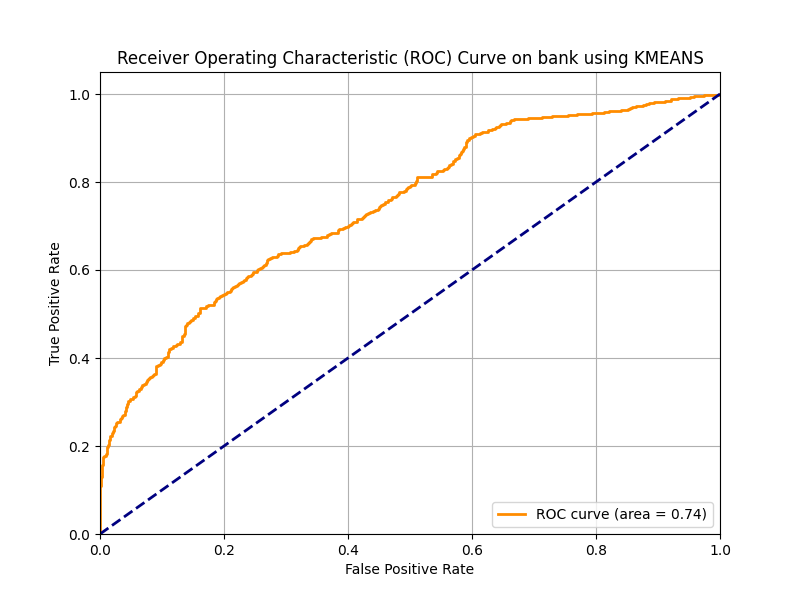 Receiver Operating Characteristic (ROC) Curve on bank using KMEANS
1.0
0.8
0.6
0.4
0.2
0.0
True Positive Rate
ROC curve (area = 0.74)
0.0 0.2 0.4 0.6 0.8 1.0
False Positive Rate